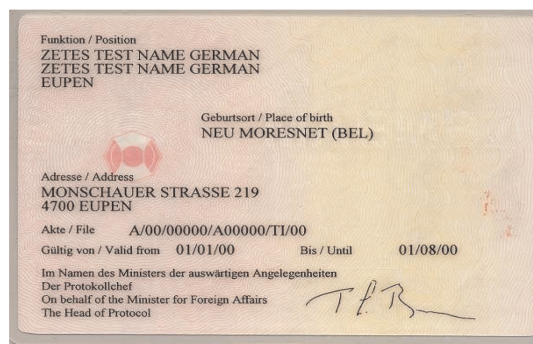 Funktion / Position
ZETES TEST NAME GERMAN
ZETES TEST NAME GERMAN
EUPEN
Geburtsort / Place of birth
NEU MORESNET (BEL)
Adresse / Address
MONSCHAUER STRASSE 219
4700 EUPEN
Akte / File A/00/00000/A00000/TI/00
Gültig von / Valid from 01/01/00 Bis / Until 01/08/00
Im Namen des Ministers der auswärtigen Angelegenheiten
Der Protokollchef
On behalf of the Minister for Foreign Affairs
The Head of Protocol